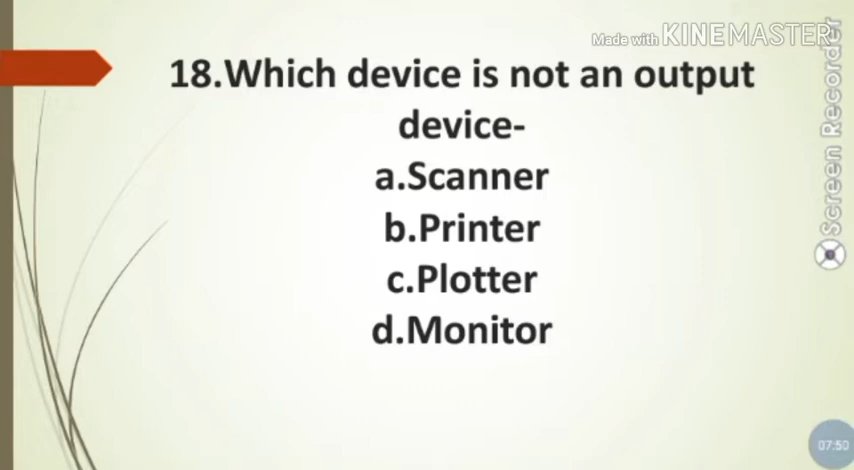 Made with KINEMASTER
18.Which device is not an output
device-
a.Scanner
b.Printer
c.Plotter
d.Monitor
Screen Recorder
07:50